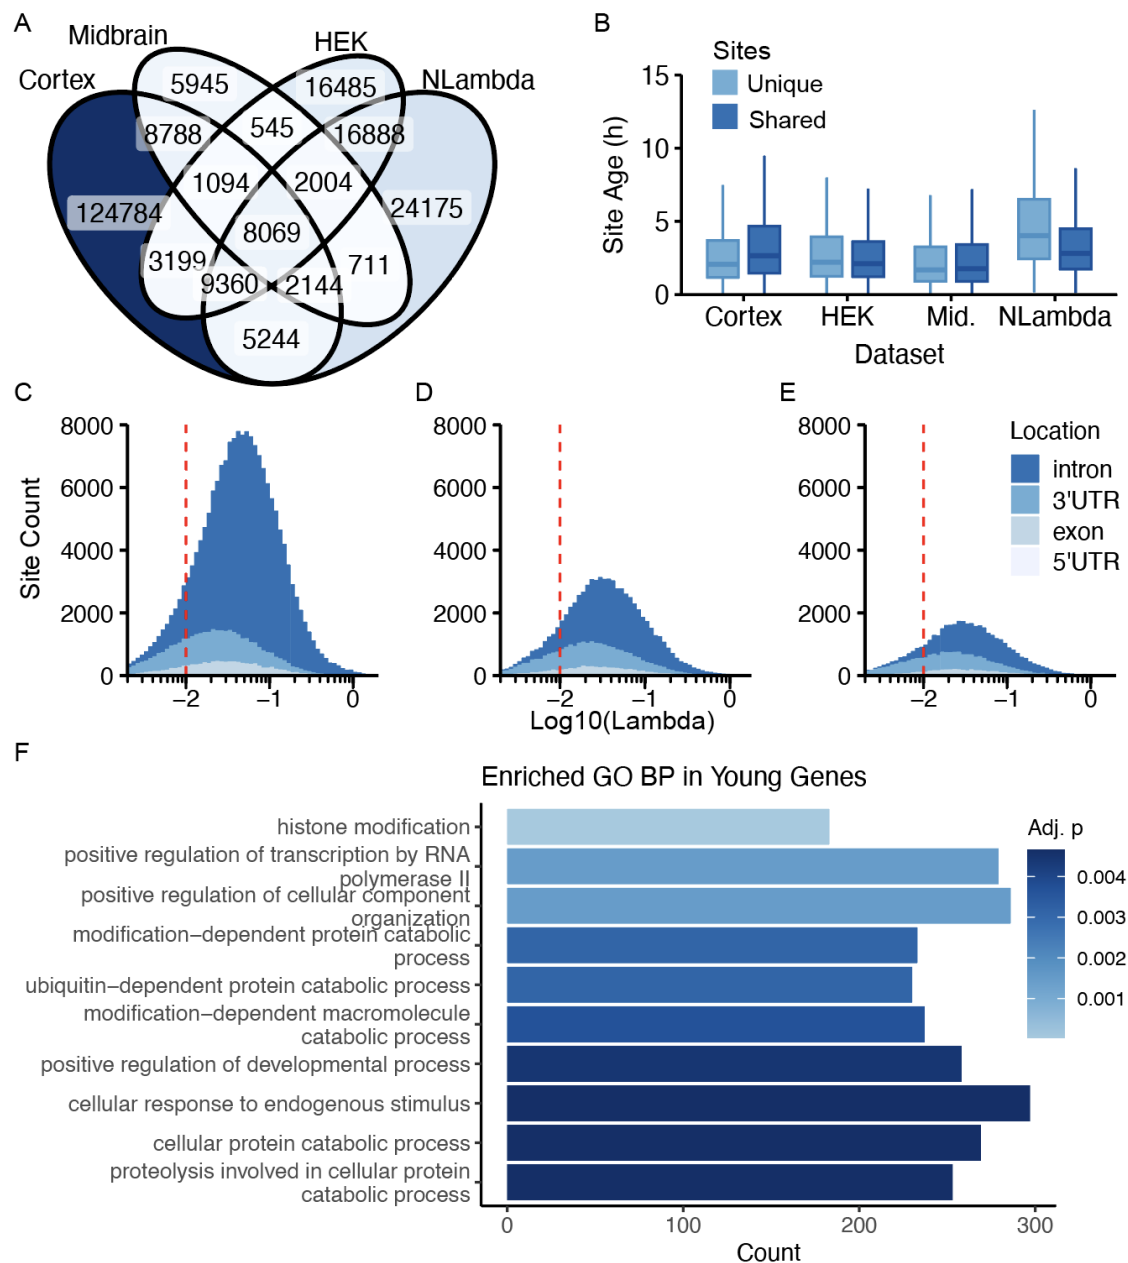 A
Midbrain
HEK
Cortex
NLambda
5945
16485
8788
545
16888
1094
2004
124784
24175
8069
3199
711
9360
2144
5244
B
Sites
Unique
Shared
Site Age (h)
15
10
5
0
Cortex
HEK
Mid.
NLambda
Dataset
C
Site Count
8000
6000
4000
2000
0
−2
−1
0
D
8000
6000
4000
2000
0
−2
−1
0
Log10(Lambda)
E
8000
6000
4000
2000
0
−2
−1
0
Location
intron
3'UTR
exon
5'UTR
F
Enriched GO BP in Young Genes
histone modification
positive regulation of transcription by RNA
polymerase II
positive regulation of cellular component
organization
modification−dependent protein catabolic
process
ubiquitin−dependent protein catabolic process
modification−dependent macromolecule
catabolic process
positive regulation of developmental process
cellular response to endogenous stimulus
cellular protein catabolic process
proteolysis involved in cellular protein
catabolic process
0
100
200
300
Count
Adj. p
0.004
0.003
0.002
0.001